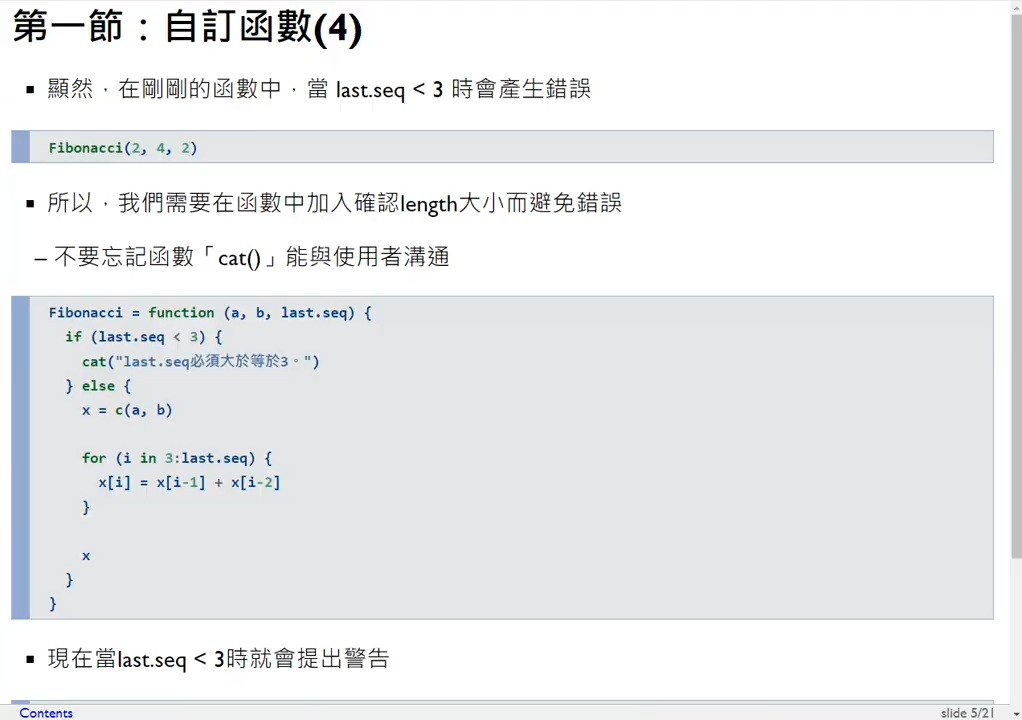 第一節：自訂函數(4)
顯然，在剛剛的函數中，當 last.seq < 3 時會產生錯誤
Fibonacci(2, 4, 2)
所以，我們需要在函數中加入確認length大小而避免錯誤
– 不要忘記函數「cat()」能與使用者溝通
Fibonacci = function (a, b, last.seq) {
if (last.seq < 3) {
cat("last.seq必須大於等於3。")
} else {
x = c(a, b)
for (i in 3:last.seq) {
x[i] = x[i-1] + x[i-2]
}
x
}
}
現在當last.seq < 3時就會提出警告
Contents
slide 5/21